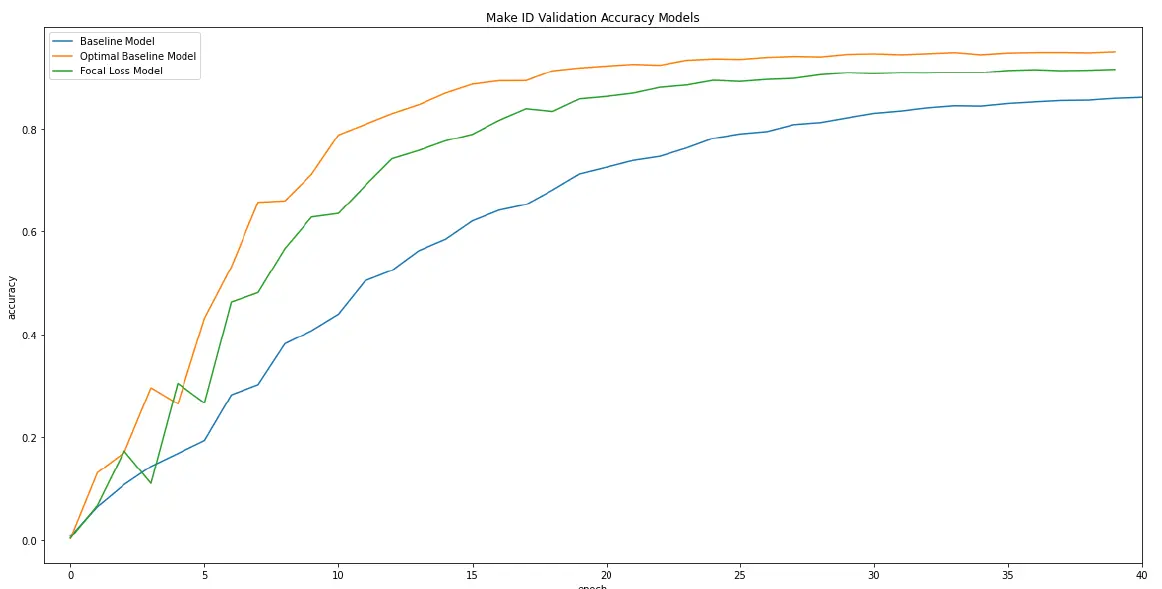 Make ID Validation Accuracy Models
Baseline Model
Optimal Baseline Model
Focal Loss Model
accuracy
0.8
0.6
0.4
0.2
0.0
0 5 10 15 20 25 30 35 40
epoch